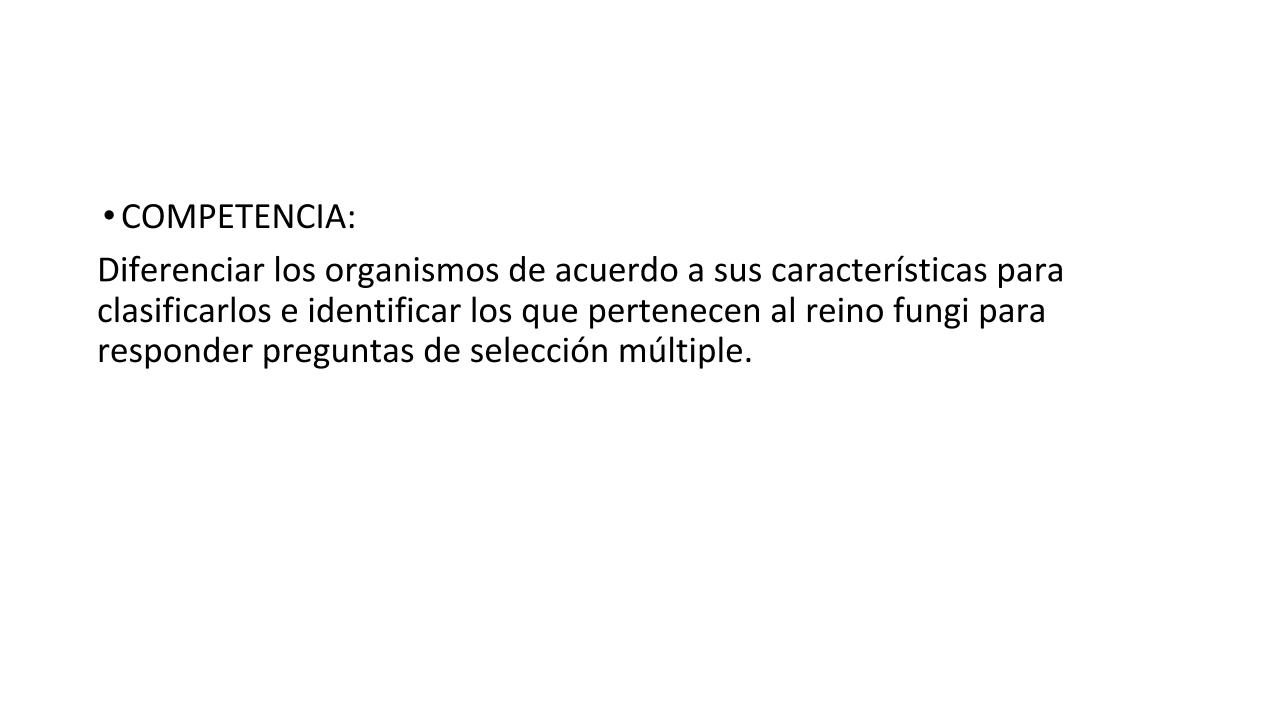 •COMPETENCIA:
Diferenciar los organismos de acuerdo a sus características para
clasificarlos e identificar los que pertenecen al reino fungi para
responder preguntas de selección múltiple.